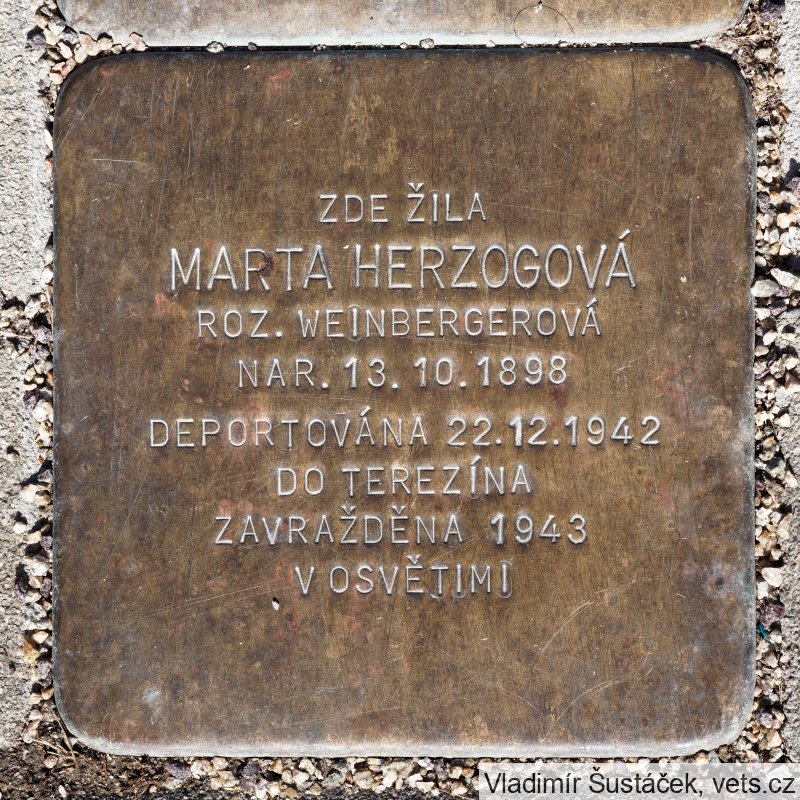 ZDE ŽILA
MARTA HERZOGOVÁ
ROZ. WEINBERGEROVÁ
NAR. 13. 10. 1898
DEPORTOVÁNA 22.12.1942
DO TEREZÍNA
ZAVRAŽDĚNA 1943
V OSVĚTIMI
Vladimír Šustáček, vets.cz